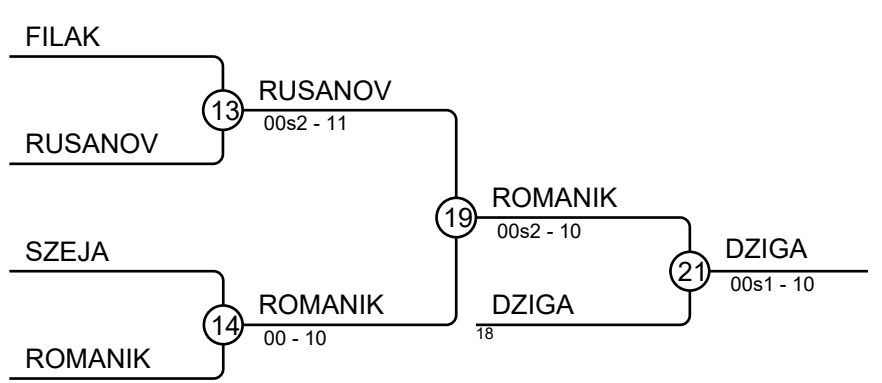 FILAK
13
RUSANOV
00s2 - 11
RUSANOV
19
ROMANIK
00s2 - 10
SZEJA
21
DZIGA
00s1 - 10
14
ROMANIK
00 - 10
DZIGA
18
ROMANIK